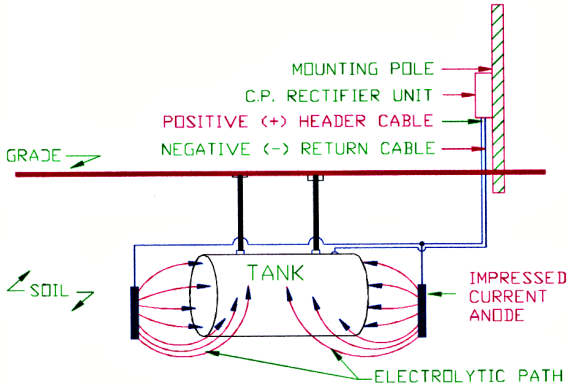 MOUNTING POLE
C.P. RECTIFIER UNIT
POSITIVE (+) HEADER CABLE
GRADE
NEGATIVE (-) RETURN CABLE
TANK
SOIL
IMPRESSED
CURRENT
ANODE
ELECTROLYTIC PATH